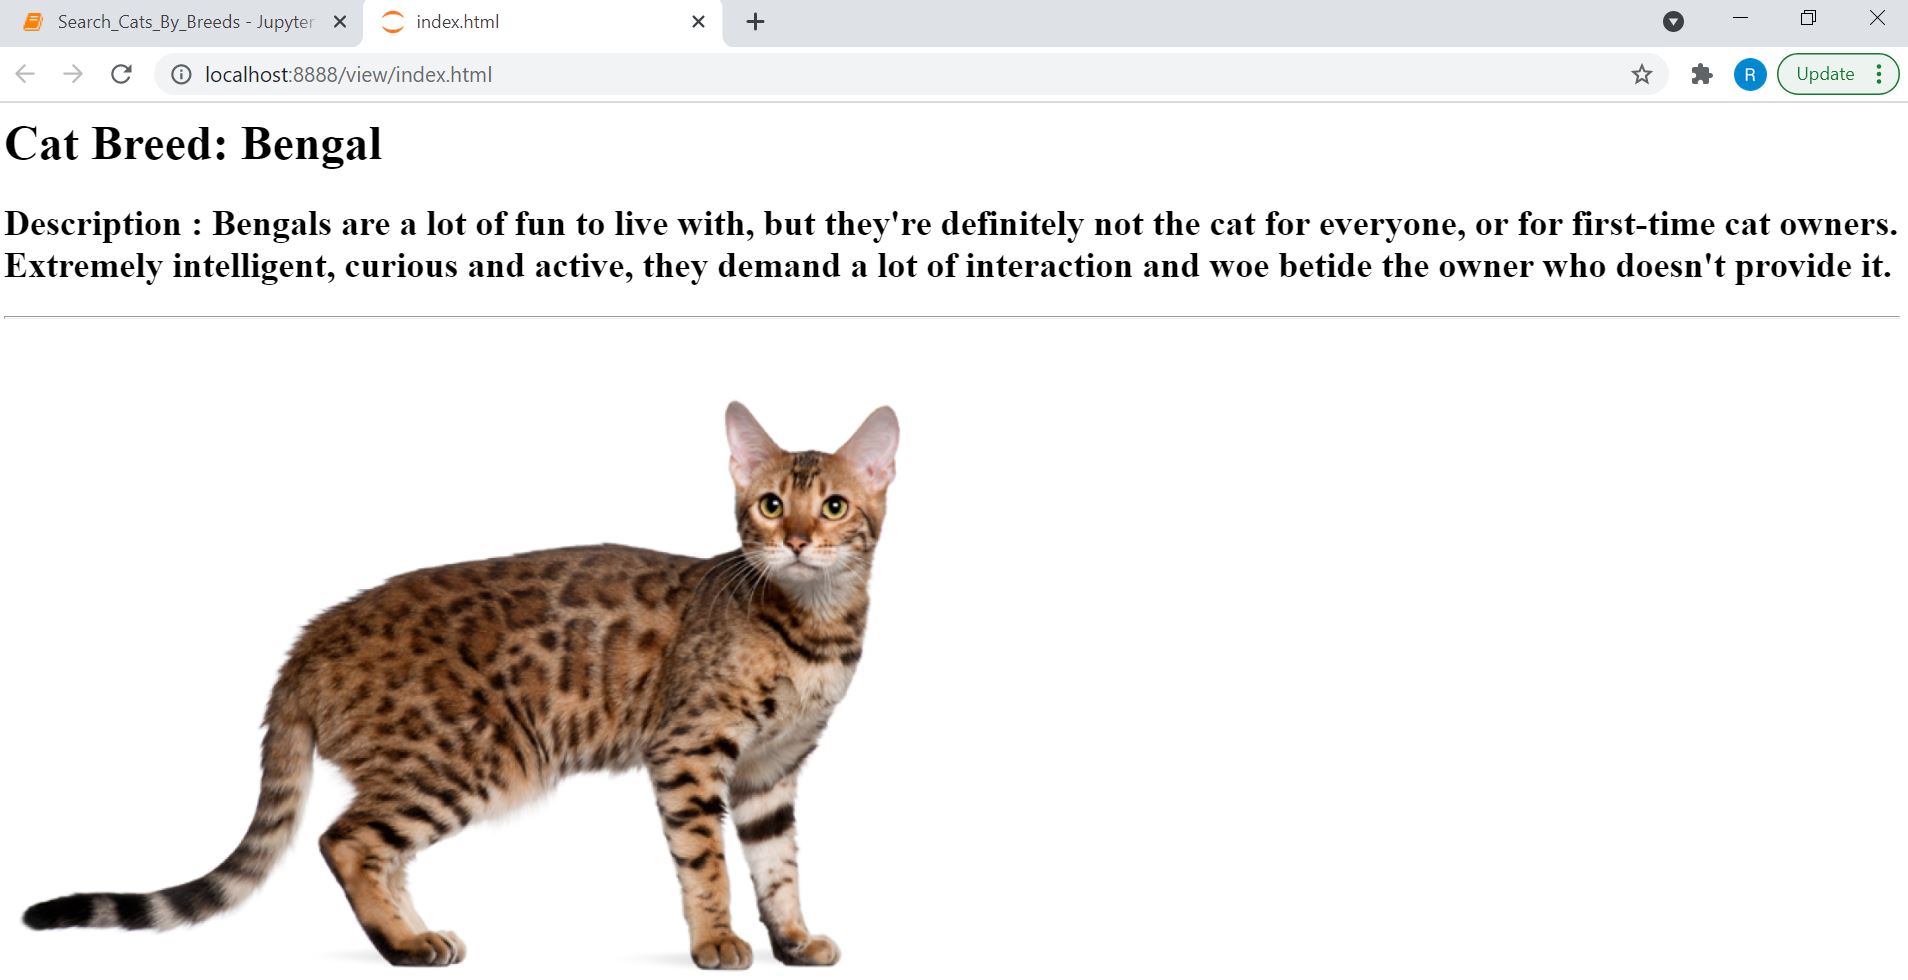 Search_Cats_By_Breeds - Jupyter
index.html
localhost:8888/view/index.html
R
Update
Cat Breed: Bengal
Description : Bengals are a lot of fun to live with, but they're definitely not the cat for everyone, or for first-time cat owners.
Extremely intelligent, curious and active, they demand a lot of interaction and woe betide the owner who doesn't provide it.